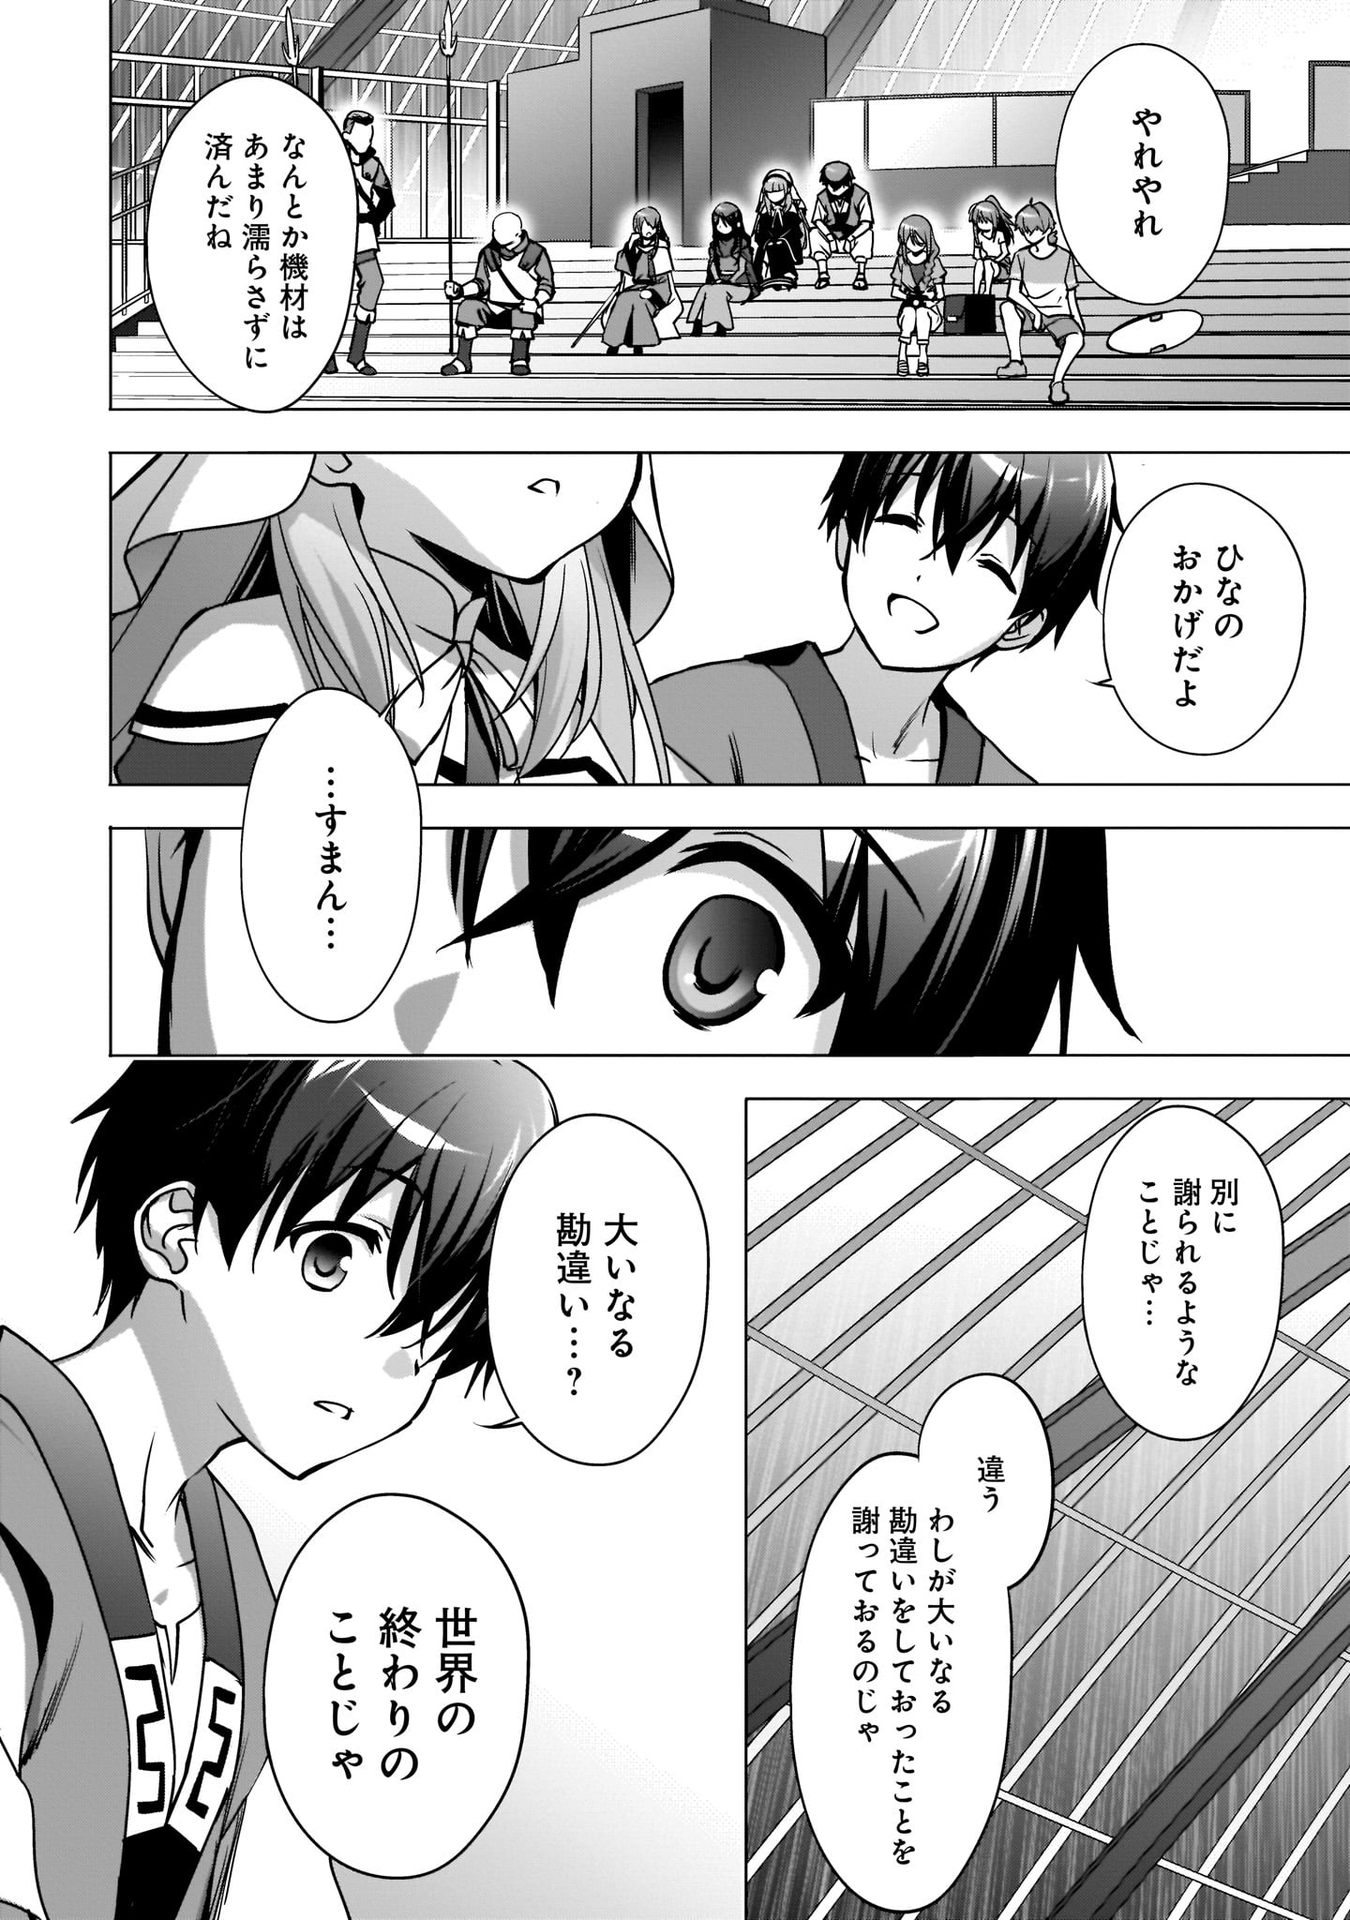 やれやれ
なんとか機材は
あまり濡らさずに
済んだね
ひなの
おかげだよ
…すまん…
別に
謝られるような
ことじゃ…
違う
わしが大いなる
勘違いをしておったことを
謝っておるのじゃ
大いなる
勘違い…?
世界の
終わりの
ことじゃ